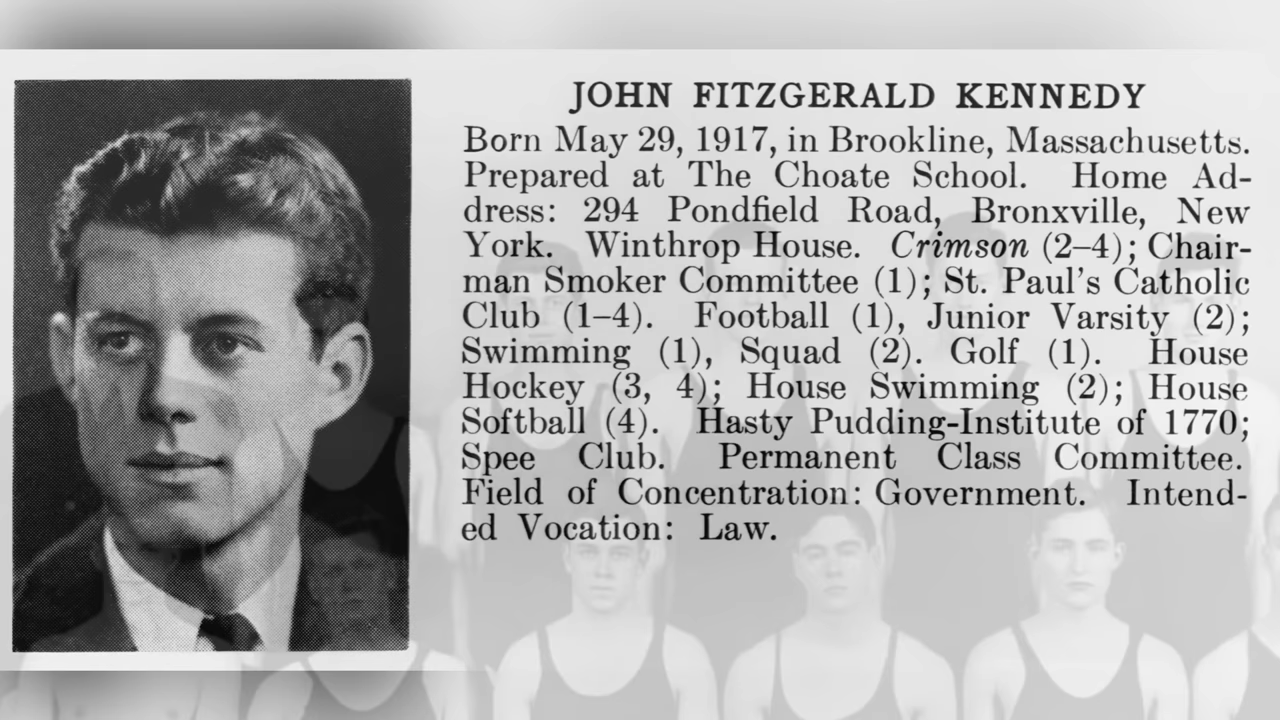 JOHN FITZGERALD KENNEDY
Born May 29, 1917, in Brookline, Massachusetts.
Prepared at The Choate School. Home Ad-
dress: 294 Pondfield Road, Bronxville, New
York. Winthrop House. Crimson (2–4); Chair-
man Smoker Committee (1); St. Paul's Catholic
Club (1–4). Football (1), Junior Varsity (2);
Swimming (1), Squad (2). Golf (1). House
Hockey (3, 4); House Swimming (2); House
Softball (4). Hasty Pudding-Institute of 1770;
Spee Club. Permanent Class Committee.
Field of Concentration: Government. Intend-
ed Vocation: Law.